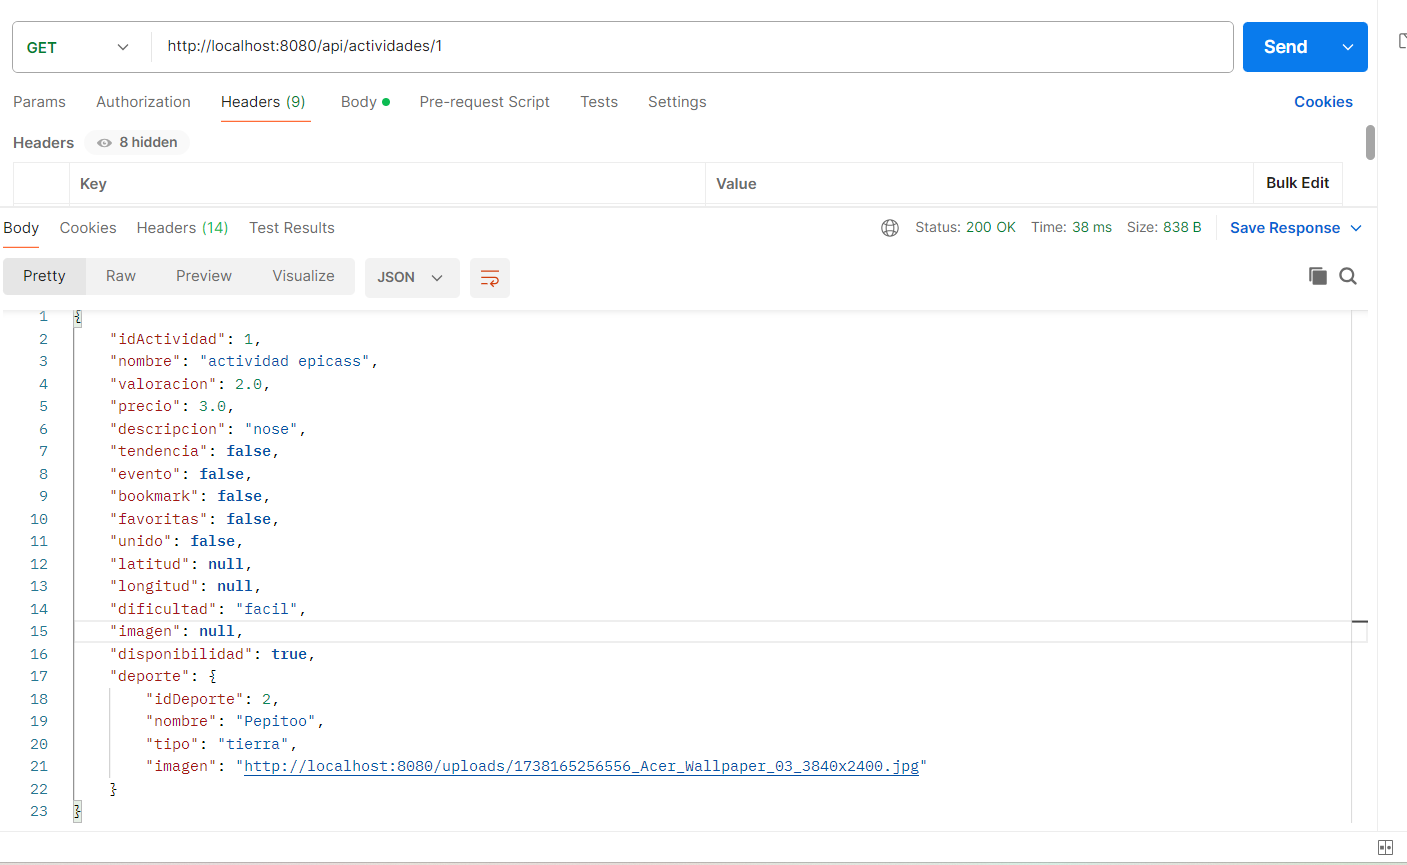 GET http://localhost:8080/api/actividades/1 Send
Params Authorization Headers (9) Body Pre-request Script Tests Settings Cookies
Headers 8 hidden
Key Value Bulk Edit
Body Cookies Headers (14) Test Results Status: 200 OK Time: 38 ms Size: 838 B Save Response
Pretty Raw Preview Visualize JSON
1 {
2 "idActividad": 1,
3 "nombre": "actividad epicass",
4 "valoracion": 2.0,
5 "precio": 3.0,
6 "descripcion": "nose",
7 "tendencia": false,
8 "evento": false,
9 "bookmark": false,
10 "favoritas": false,
11 "unido": false,
12 "latitud": null,
13 "longitud": null,
14 "dificultad": "facil",
15 "imagen": null,
16 "disponibilidad": true,
17 "deporte": {
18 "idDeporte": 2,
19 "nombre": "Pepitoo",
20 "tipo": "tierra",
21 "imagen": "http://localhost:8080/uploads/1738165256556_Acer_Wallpaper_03_3840x2400.jpg"
22 }
23 }